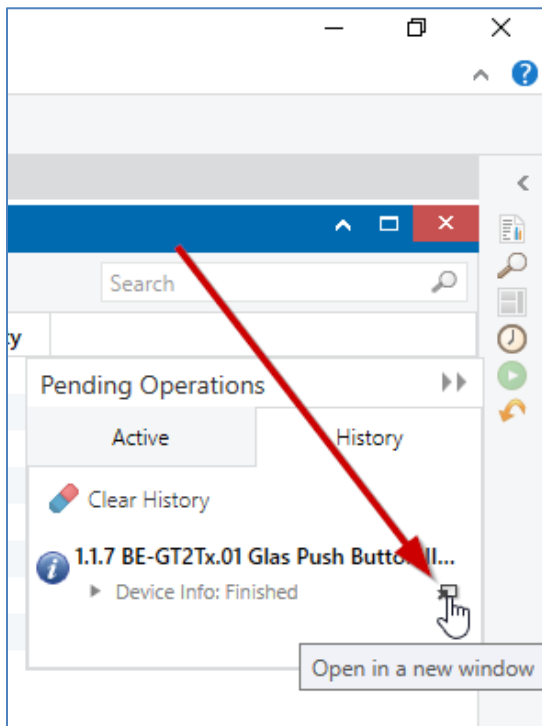 ?
Search
y
Pending Operations
Active
History
Clear History
i
1.1.7 BE-GT2Tx.01 Glas Push Button II...
Device Info: Finished
Open in a new window